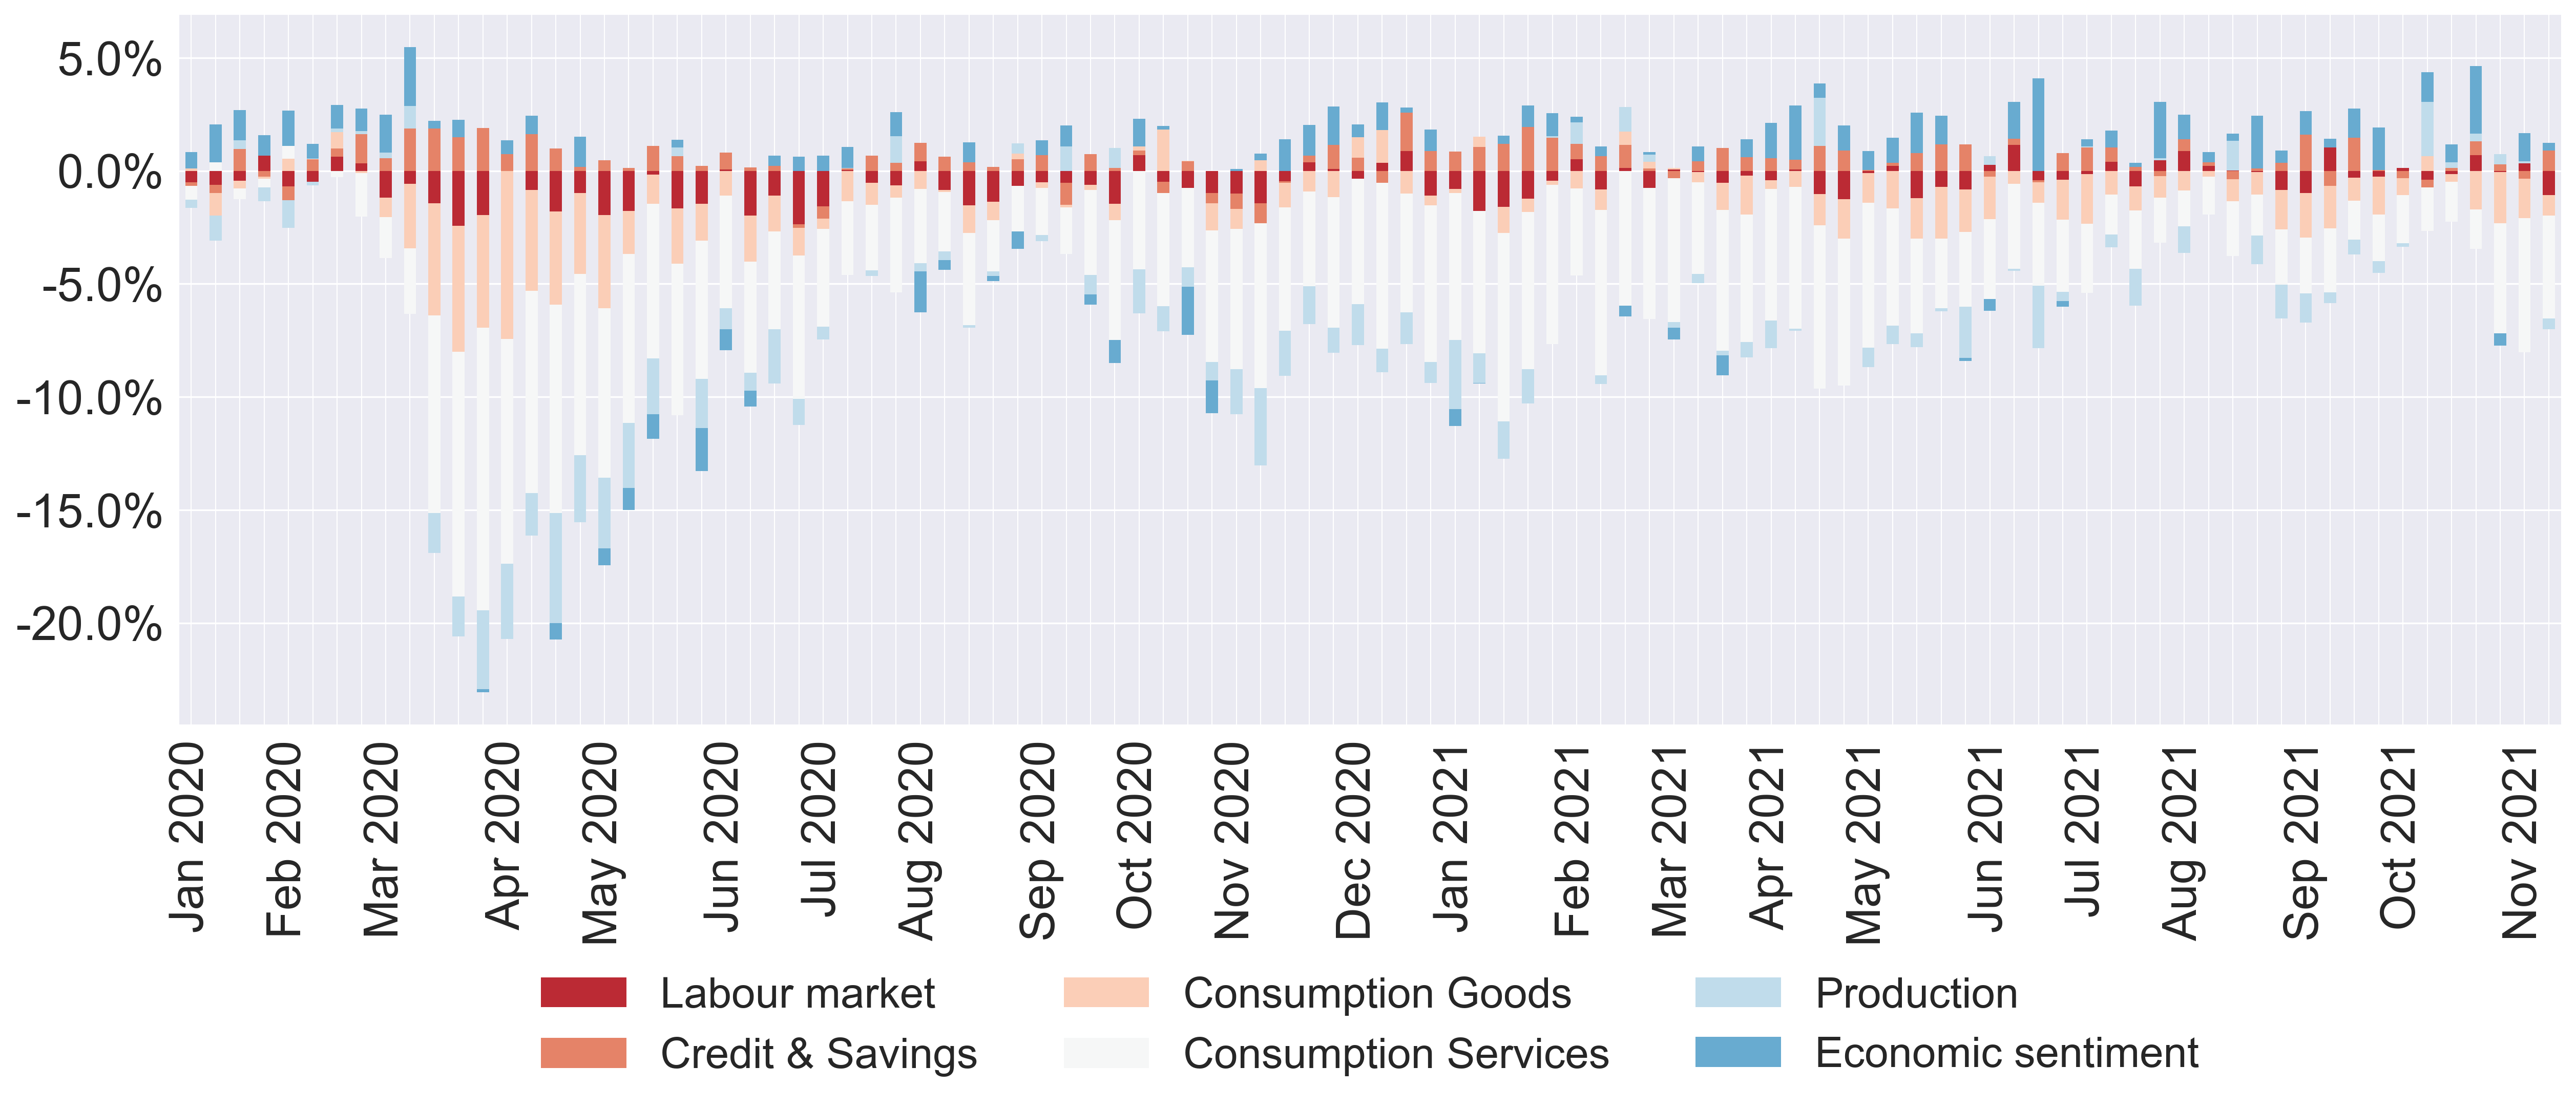 5.0%
0.0%
-5.0%
-10.0%
-15.0%
-20.0%
Jan 2020
Feb 2020
Mar 2020
Apr 2020
May 2020
Jun 2020
Jul 2020
Aug 2020
Sep 2020
Oct 2020
Nov 2020
Dec 2020
Jan 2021
Feb 2021
Mar 2021
Apr 2021
May 2021
Jun 2021
Jul 2021
Aug 2021
Sep 2021
Oct 2021
Nov 2021
Labour market
Consumption Goods
Production
Credit & Savings
Consumption Services
Economic sentiment